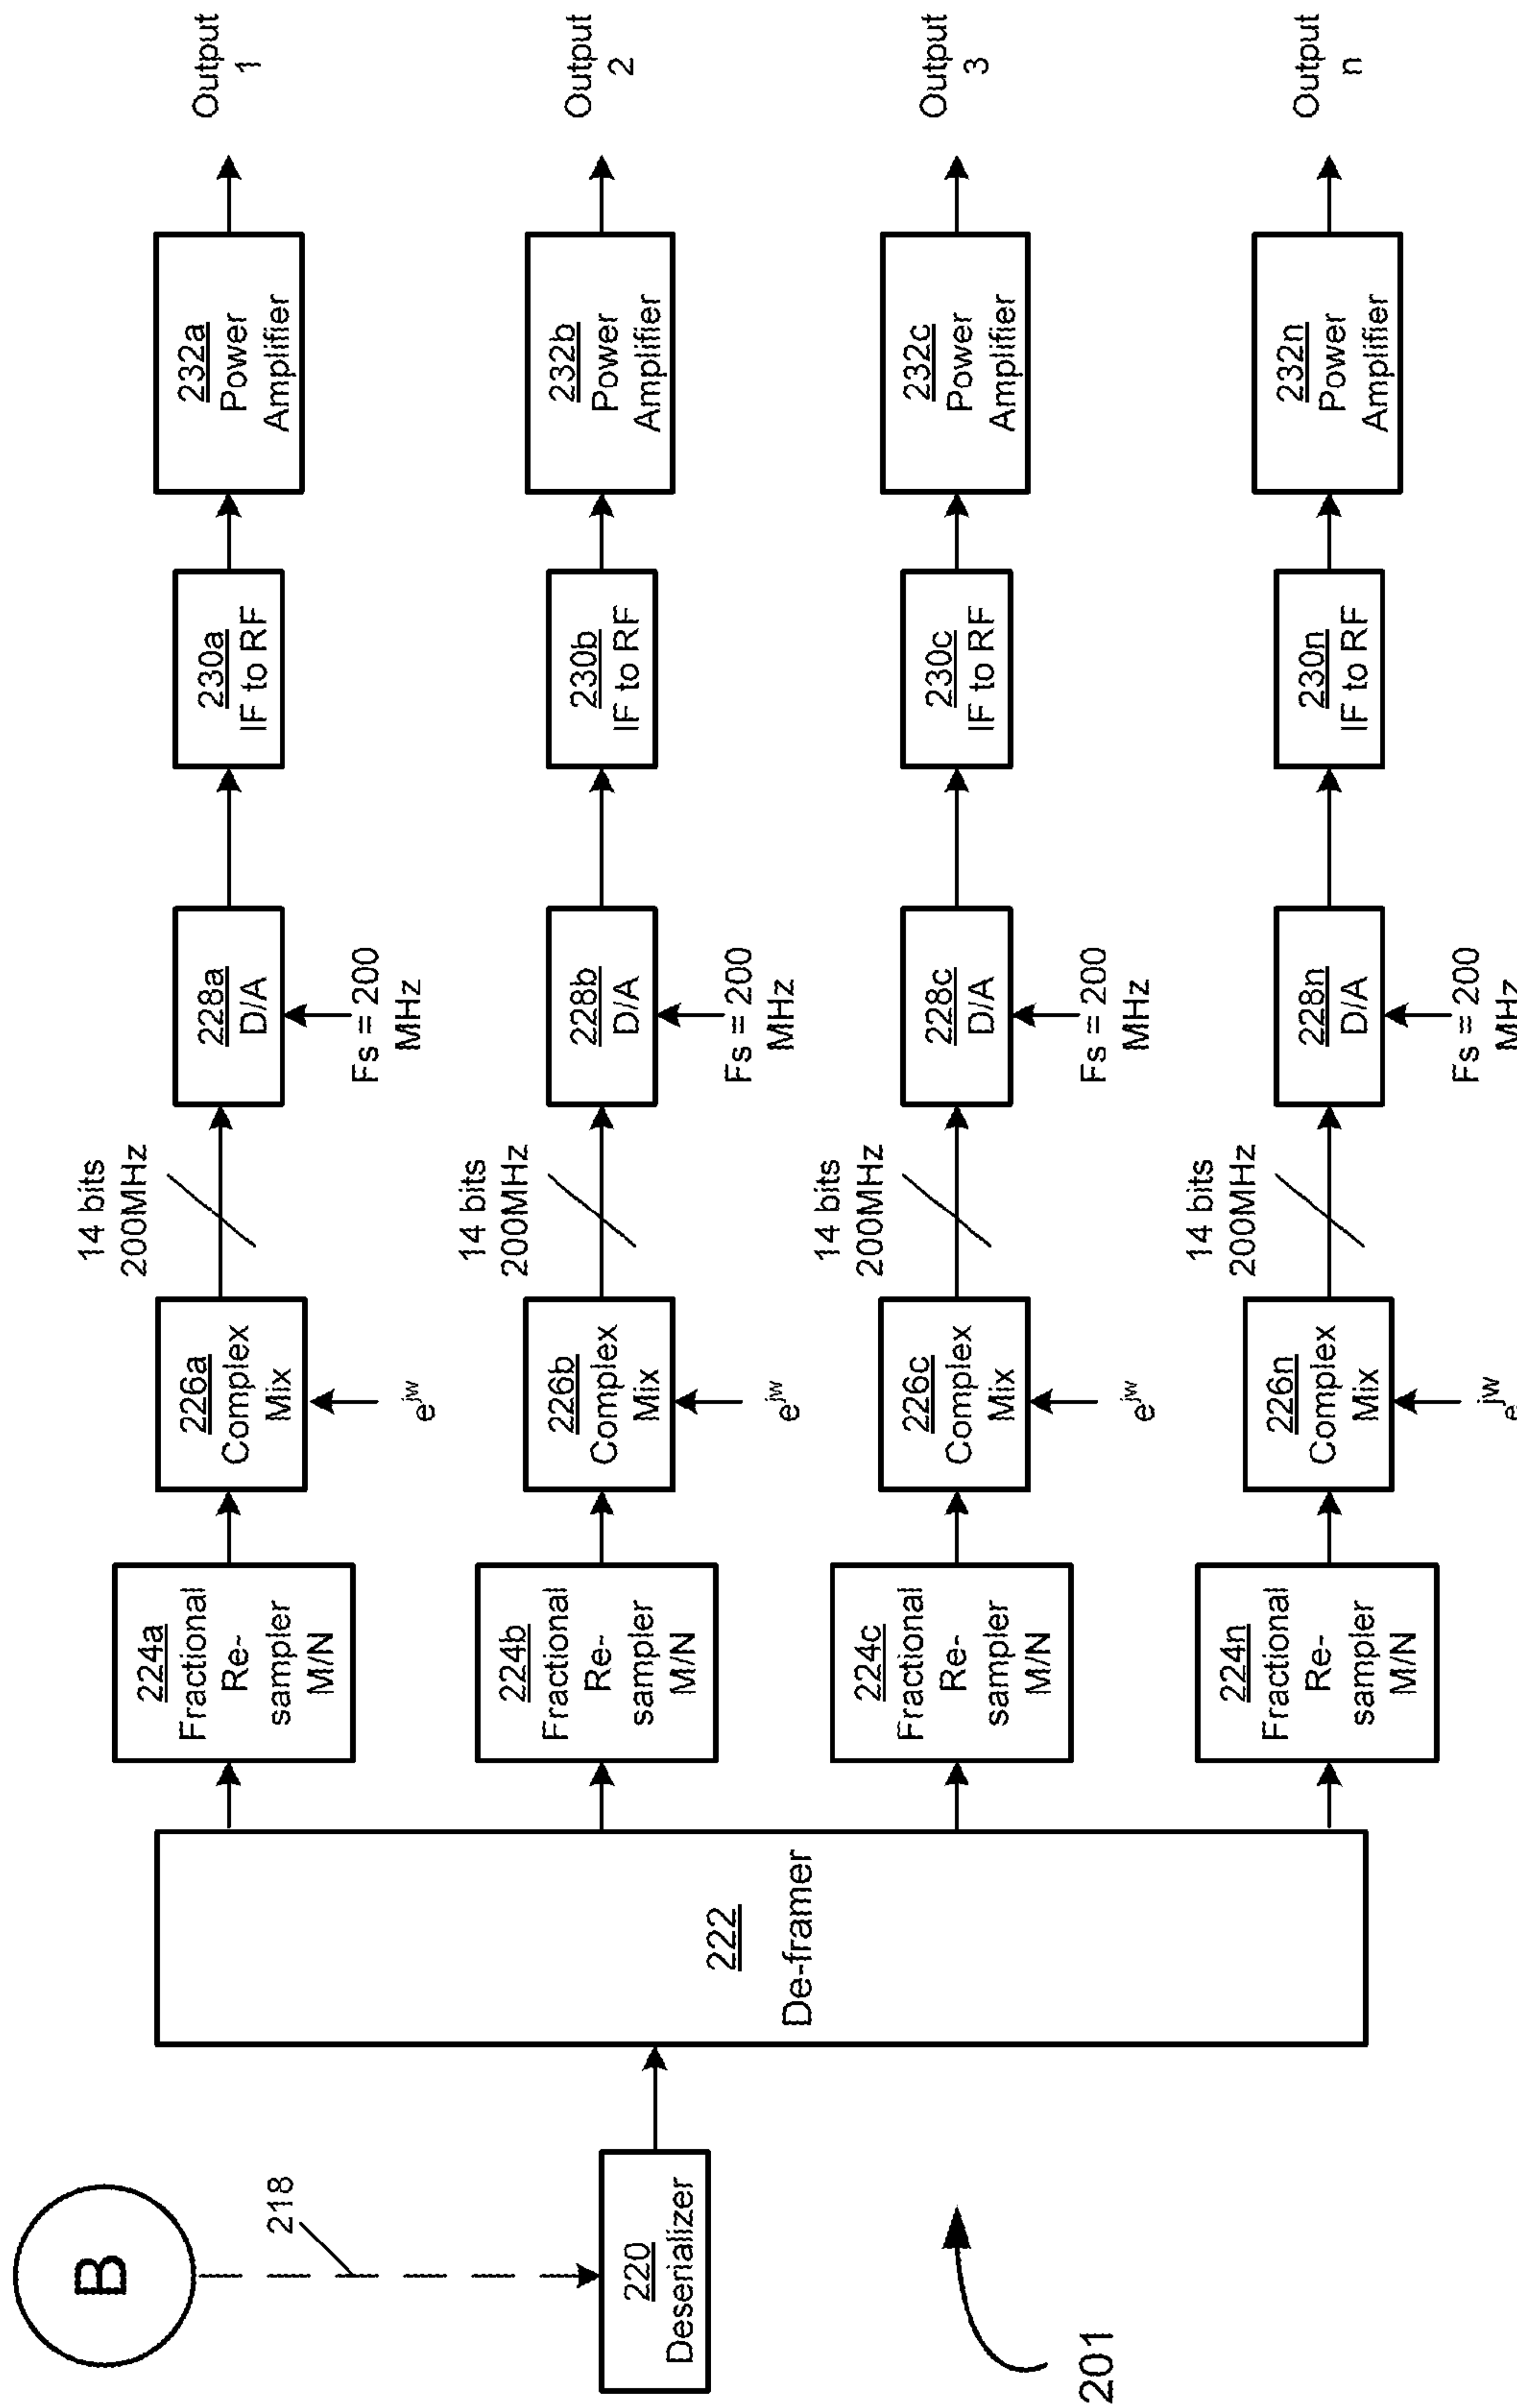 B
218
220
Deserializer
201
222
De-framer
224a
Fractional
Re-
sampler
M/N
226a
Complex
Mix
e^jw
14 bits
200MHz
228a
D/A
Fs = 200
MHz
230a
IF to RF
232a
Power
Amplifier
Output
1
224b
Fractional
Re-
sampler
M/N
226b
Complex
Mix
e^jw
14 bits
200MHz
228b
D/A
Fs = 200
MHz
230b
IF to RF
232b
Power
Amplifier
Output
2
224c
Fractional
Re-
sampler
M/N
226c
Complex
Mix
e^jw
14 bits
200MHz
228c
D/A
Fs = 200
MHz
230c
IF to RF
232c
Power
Amplifier
Output
3
224n
Fractional
Re-
sampler
M/N
226n
Complex
Mix
e^jw
14 bits
200MHz
228n
D/A
Fs = 200
MHz
230n
IF to RF
232n
Power
Amplifier
Output
n